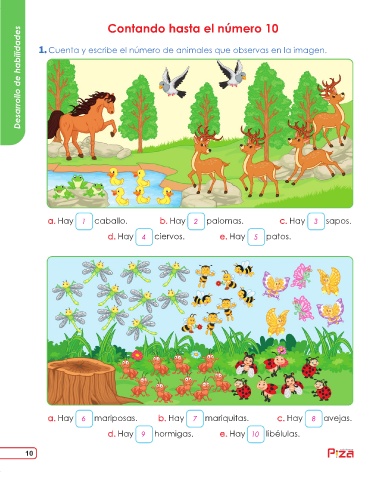 Desarrollo de habilidades
Contando hasta el número 10
1. Cuenta y escribe el número de animales que observas en la imagen.
a. Hay 1 caballo. b. Hay 2 palomas. c. Hay 3 sapos.
d. Hay 4 ciervos. e. Hay 5 patos.
a. Hay 6 mariposas. b. Hay 7 mariquitas. c. Hay 8 avejas.
d. Hay 9 hormigas. e. Hay 10 libélulas.
10
Piza